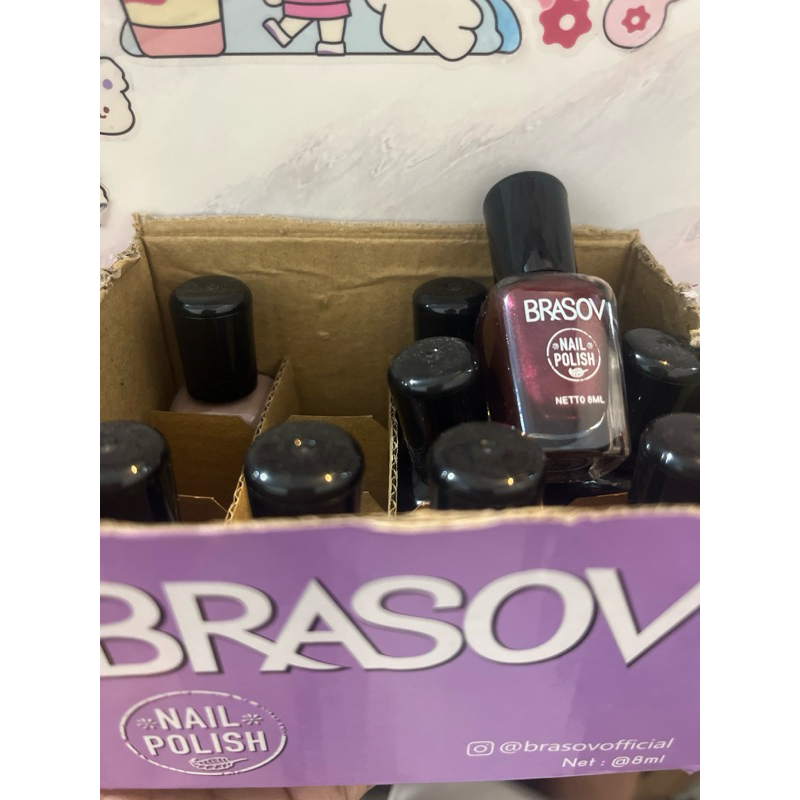 BRASOV
NAIL
POLISH
NETTO 8ML
BRASOV
NAIL
POLISH
@brasovofficial
Net : @8ml